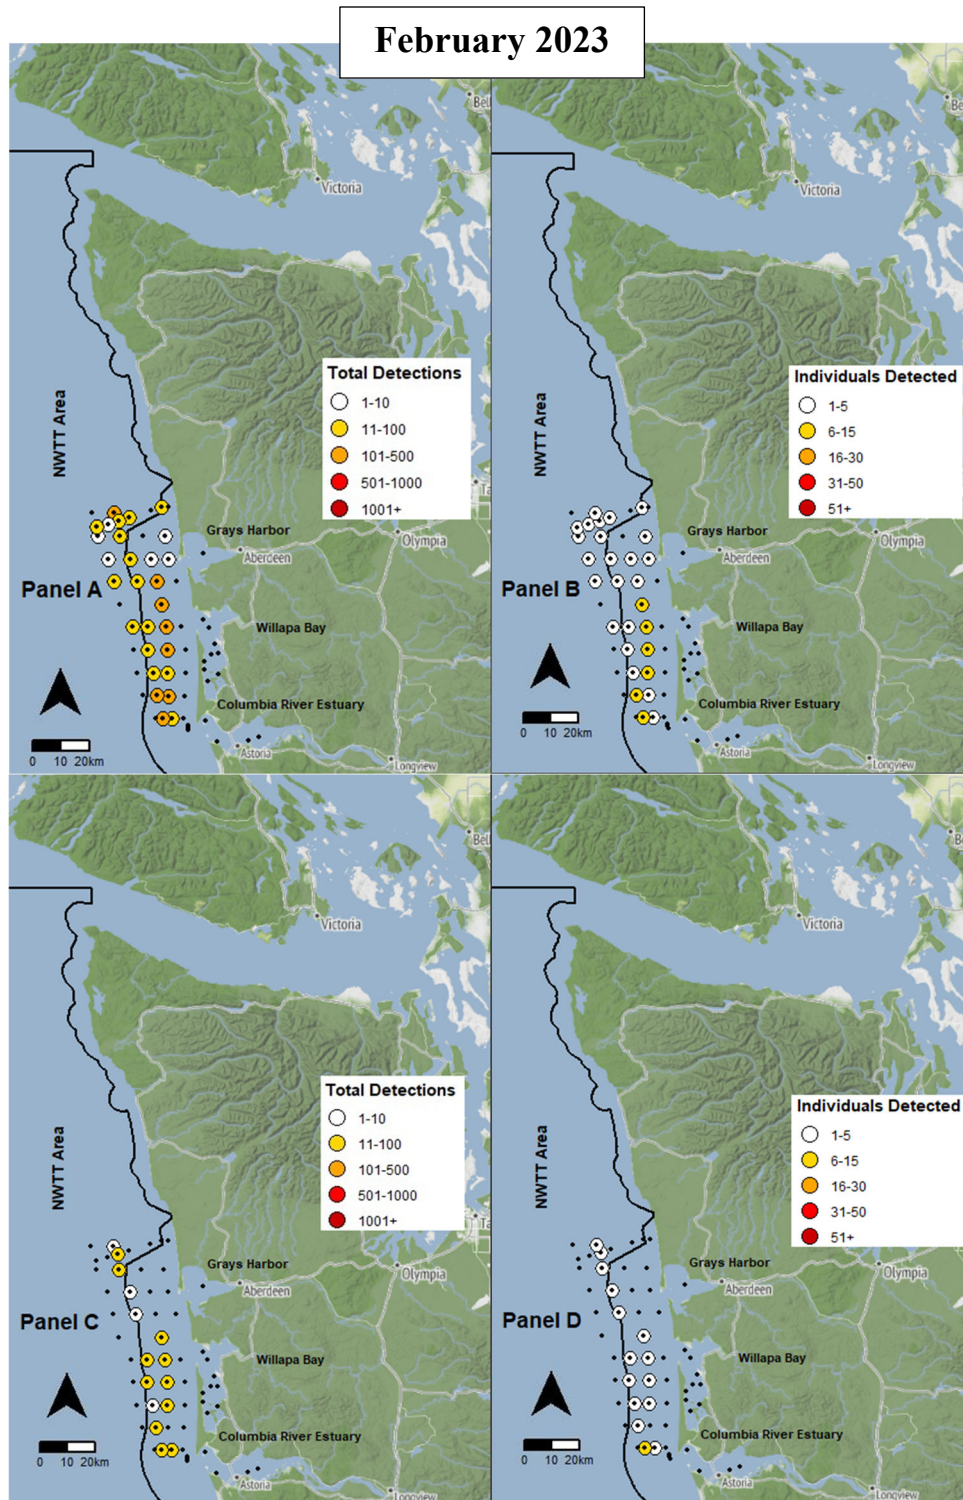 February 2023
Bel
Victoria
NWTT Area
Total Detections
1-10
11-100
101-500
501-1000
1001+
Ta
Grays Harbor
Aberdeen
Olympia
Panel A
Willapa Bay
Columbia River Estuary
0 10 20km
Astoria
Longview
Be
Victoria
NWTT Area
Individuals Detected
1-5
6-15
16-30
31-50
51+
Grays Harbor
Aberdeen
Olympia
Panel B
Willapa Bay
Columbia River Estuary
0 10 20km
Astoria
Longview
Bel
Victoria
NWTT Area
Total Detections
1-10
11-100
101-500
501-1000
1001+
Ta
Grays Harbor
Aberdeen
Olympia
Panel C
Willapa Bay
Columbia River Estuary
0 10 20km
Astoria
Longview
Be
Victoria
NWTT Area
Individuals Detected
1-5
6-15
16-30
31-50
51+
Grays Harbor
Aberdeen
Olympia
Panel D
Willapa Bay
Columbia River Estuary
0 10 20km
Astoria
Longview